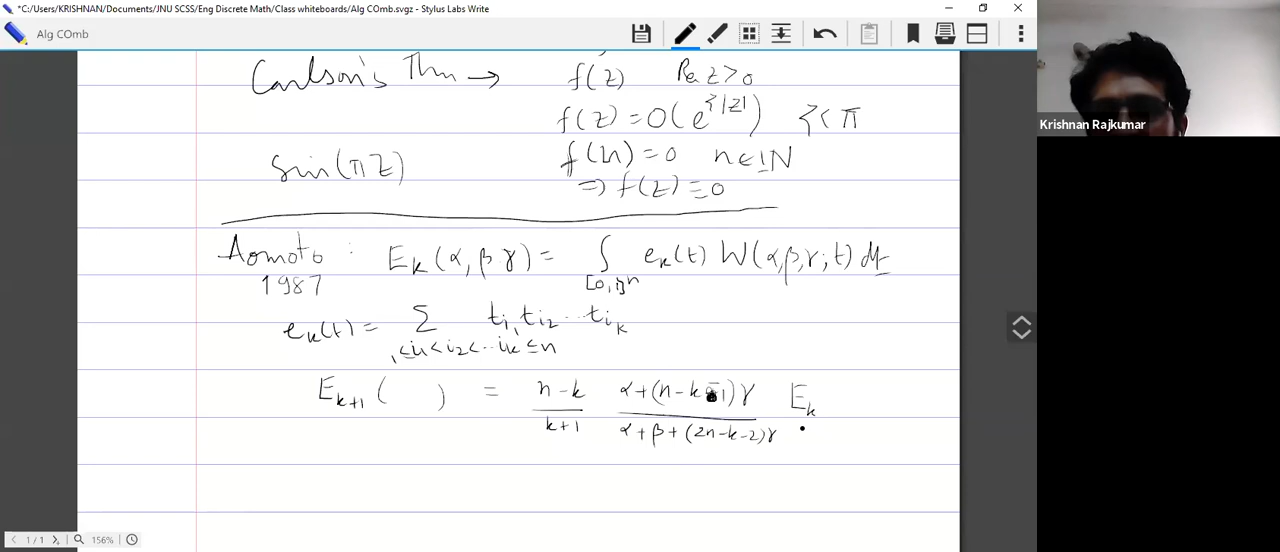 *C:/Users/KRISHNAN/Documents/JNU SCSS/Eng Discrete Math/Class whiteboards/Alg COmb.svgz - Stylus Labs Write
Alg COmb
Krishnan Rajkumar
Carlson's Thm → f(z) Re z > 0
f(z) = O(e^{ξ|z|}) ξ < π
sin(πz) f(n) = 0 n ∈ ℕ
⇒ f(z) ≡ 0
Aomoto : E_k(α,β,γ) = ∫_{[0,1]^n} e_k(t) W(α,β,γ;t) dt
1987
e_k(t) = Σ_{1≤i_1<i_2<⋯i_k≤n} t_{i_1} t_{i_2} ⋯ t_{i_k}
E_{k+1}( ) = \frac{n-k}{k+1} \frac{α+(n-k-1)γ}{α+β+(2n-k-2)γ} E_k
1 / 1 156%